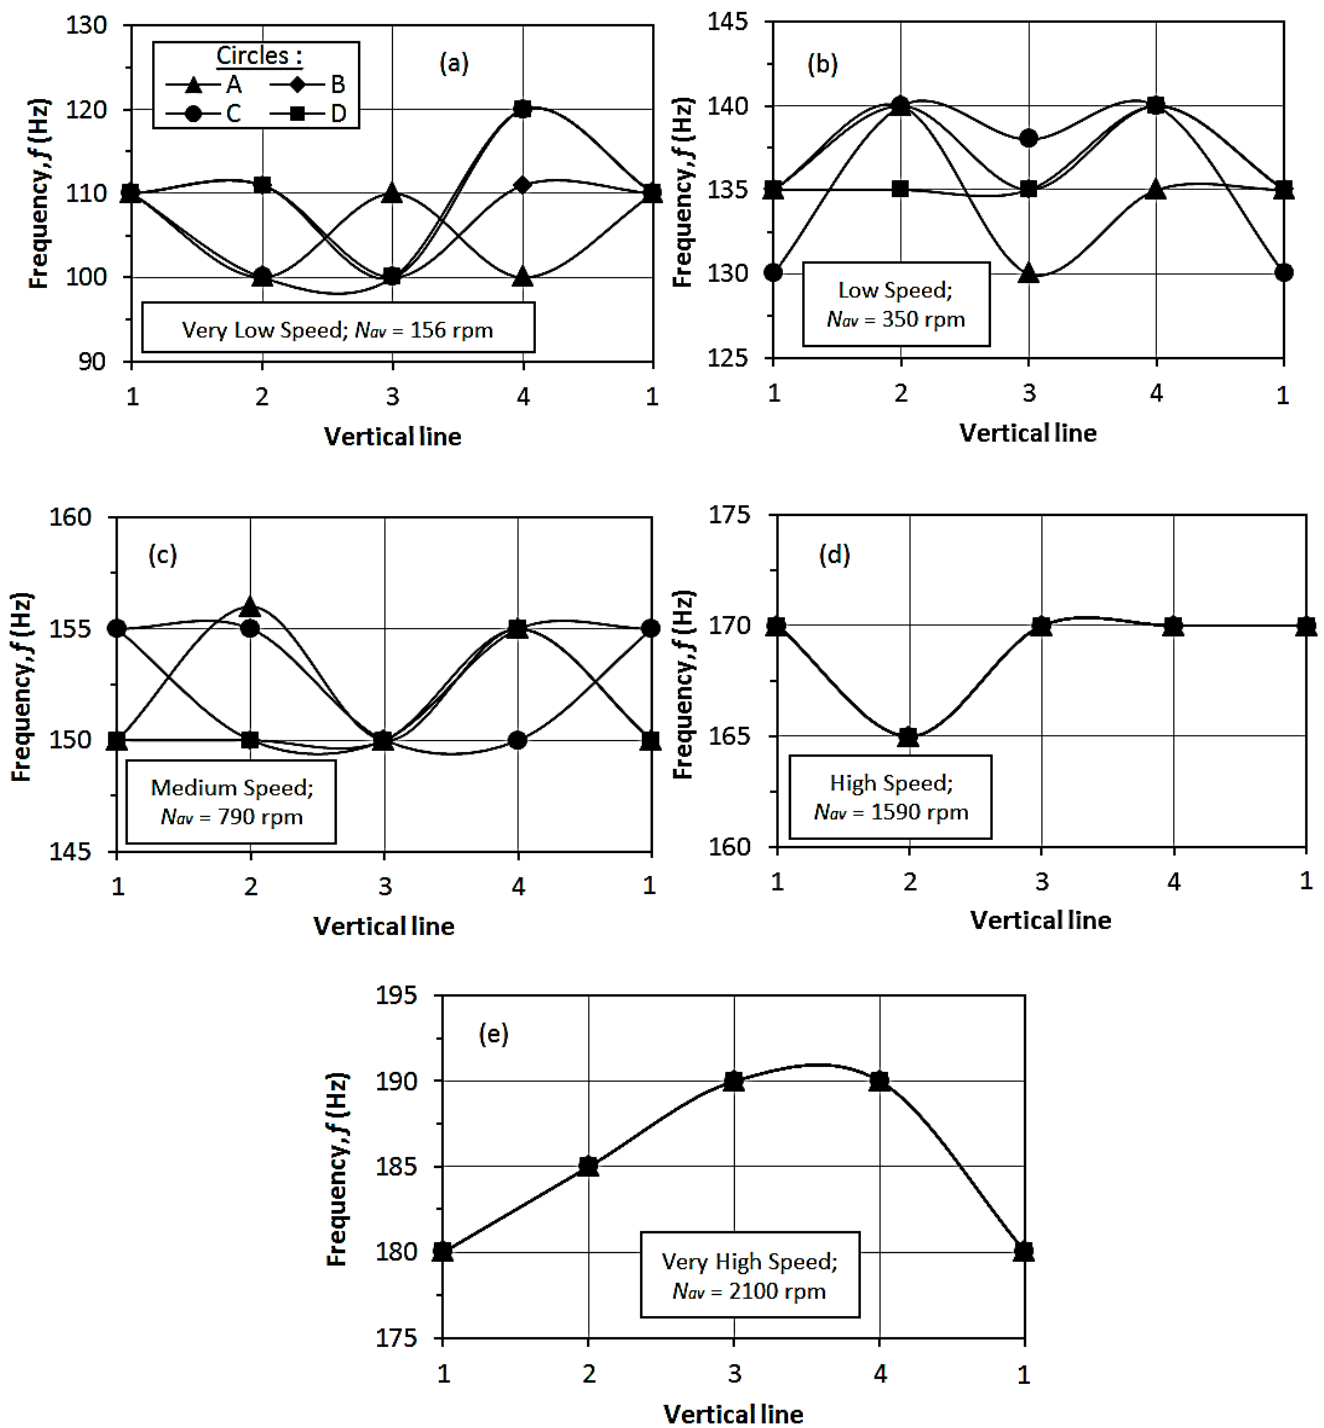 (a)
Circles :
A B
C D
130
120
110
100
90
Frequency, f (Hz)
Very Low Speed; Nav = 156 rpm
1 2 3 4 1
Vertical line
(b)
145
140
135
130
125
Frequency, f (Hz)
Low Speed;
Nav = 350 rpm
1 2 3 4 1
Vertical line
(c)
160
155
150
145
Frequency, f (Hz)
Medium Speed;
Nav = 790 rpm
1 2 3 4 1
Vertical line
(d)
175
170
165
160
Frequency, f (Hz)
High Speed;
Nav = 1590 rpm
1 2 3 4 1
Vertical line
(e)
195
190
185
180
175
Frequency, f (Hz)
Very High Speed;
Nav = 2100 rpm
1 2 3 4 1
Vertical line